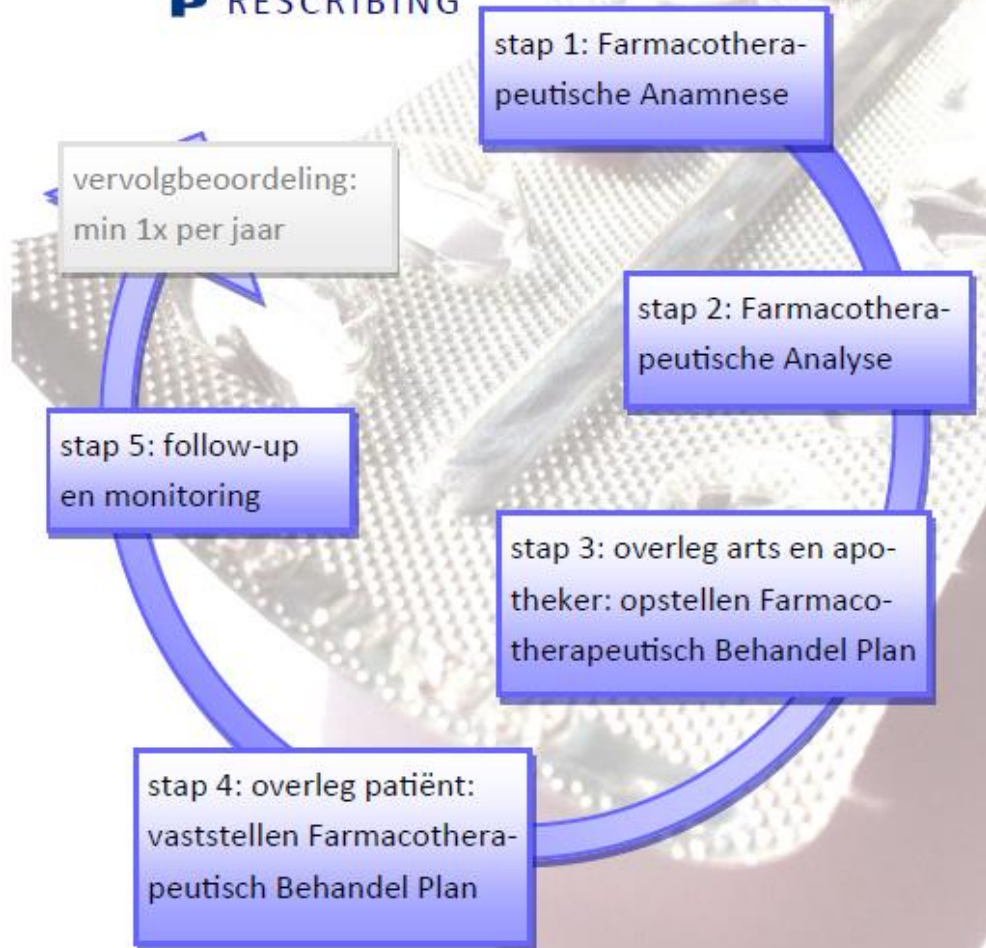 PRESCRIBING
stap 1: Farmacothera-
peutische Anamnese
vervolgbeoordeling:
min 1x per jaar
stap 2: Farmacothera-
peutische Analyse
stap 5: follow-up
en monitoring
stap 3: overleg arts en apo-
theker: opstellen Farmaco-
therapeutisch Behandel Plan
stap 4: overleg patiënt:
vaststellen Farmacothera-
peutisch Behandel Plan